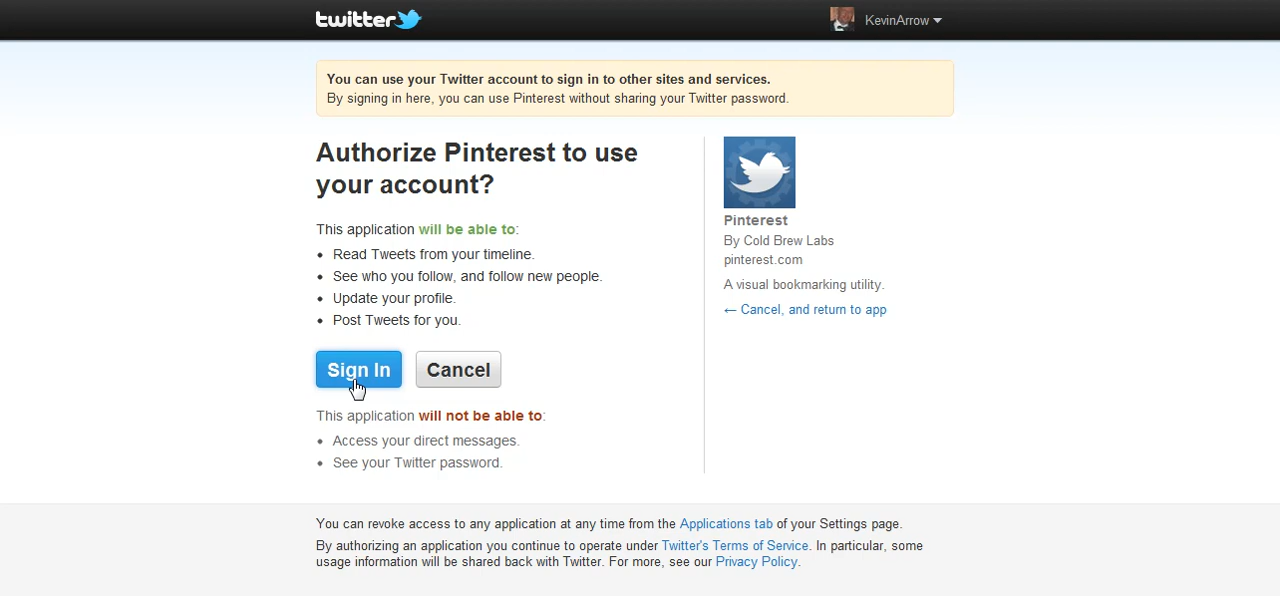 twitter
KevinArrow
You can use your Twitter account to sign in to other sites and services.
By signing in here, you can use Pinterest without sharing your Twitter password.
Authorize Pinterest to use
your account?
This application will be able to:
• Read Tweets from your timeline.
• See who you follow, and follow new people.
• Update your profile.
• Post Tweets for you.
Sign In
Cancel
This application will not be able to:
• Access your direct messages.
• See your Twitter password.
Pinterest
By Cold Brew Labs
pinterest.com
A visual bookmarking utility.
← Cancel, and return to app
You can revoke access to any application at any time from the Applications tab of your Settings page.
By authorizing an application you continue to operate under Twitter's Terms of Service. In particular, some
usage information will be shared back with Twitter. For more, see our Privacy Policy.